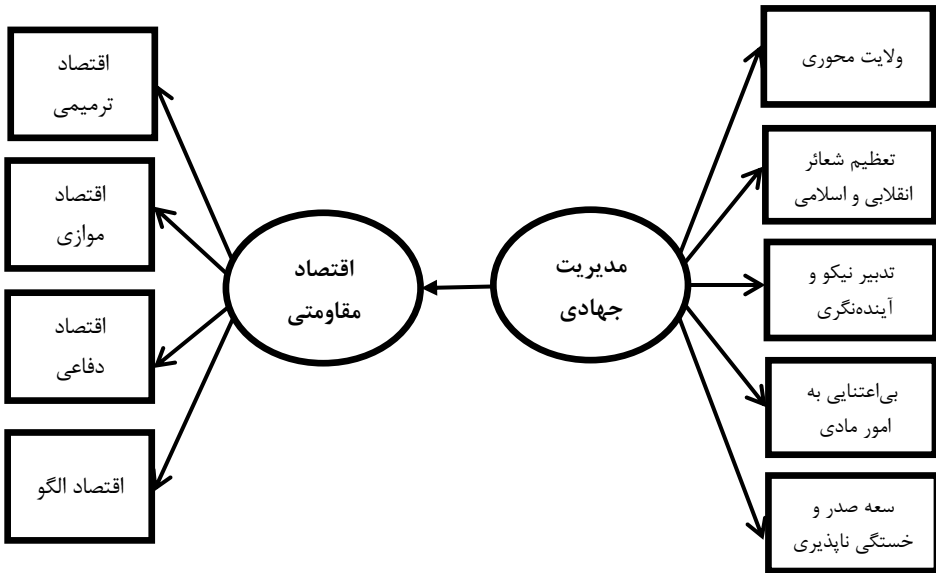 ولایت محوری
تعظیم شعائر
انقلابی و اسلامی
تدبیر نیکو و
آینده‌نگری
بی‌اعتنایی به
امور مادی
سعه صدر و
خستگی ناپذیری
مدیریت
جهادی
اقتصاد
مقاومتی
اقتصاد
ترمیمی
اقتصاد
موازی
اقتصاد
دفاعی
اقتصاد الگو